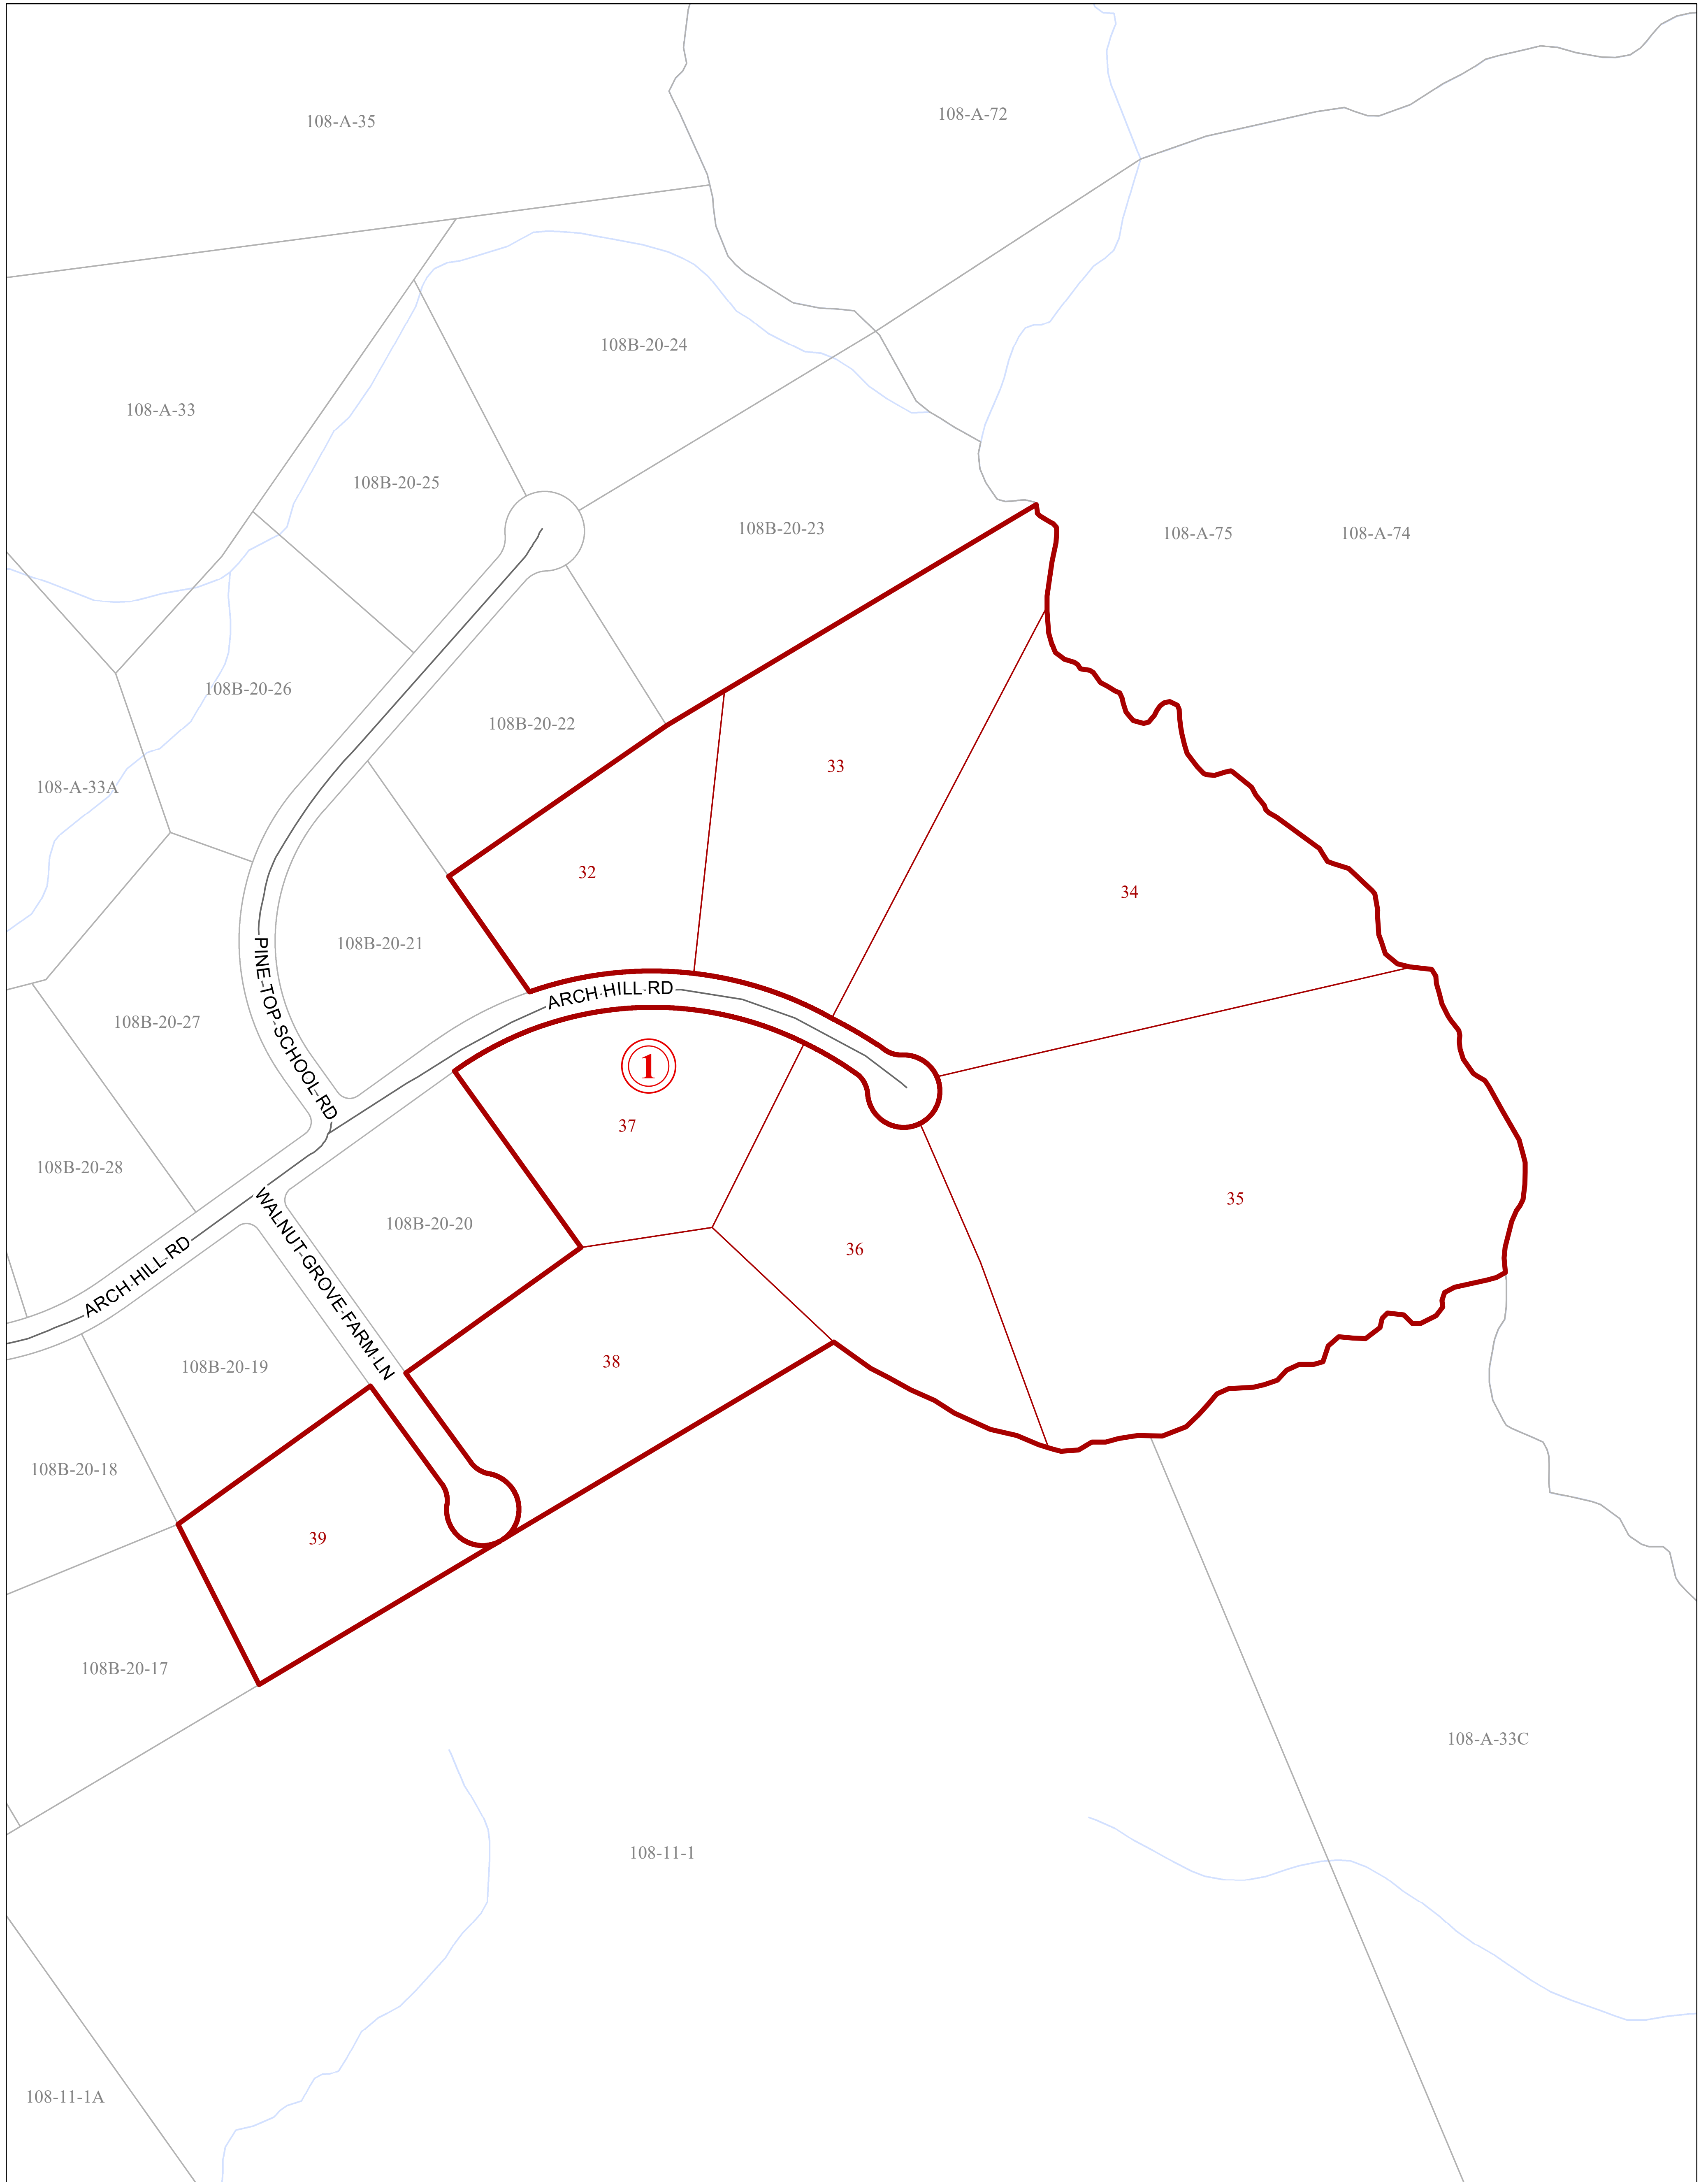 108-A-35
108-A-72
108B-20-24
108-A-33
108B-20-25
108B-20-23
108-A-75
108-A-74
108B-20-26
108B-20-22
33
108-A-33A
32
34
108B-20-21
ARCH HILL RD
PINE-TOP-SCHOOL-RD
108B-20-27
1
37
108B-20-28
35
108B-20-20
WALNUT-GROVE-FARM-LN
36
ARCH-HILL-RD
108B-20-19
38
108B-20-18
39
108B-20-17
108-A-33C
108-11-1
108-11-1A